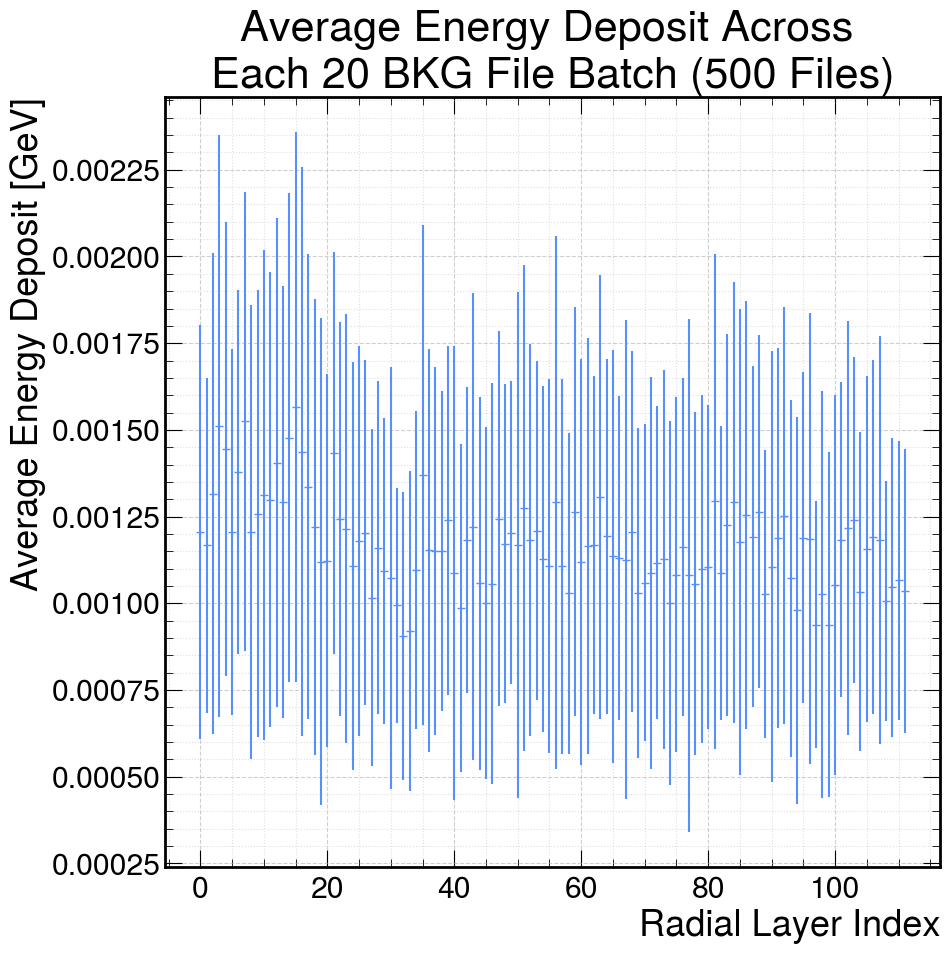 Average Energy Deposit Across
Each 20 BKG File Batch (500 Files)
Average Energy Deposit [GeV]
0.00225
0.00200
0.00175
0.00150
0.00125
0.00100
0.00075
0.00050
0.00025
0 20 40 60 80 100
Radial Layer Index